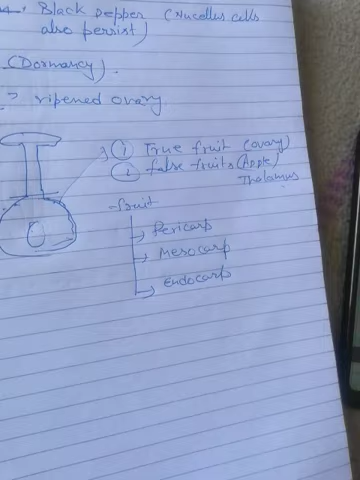 4. Black pepper (Nucellus cells
also persist)
(Dormancy).
? ripened ovary
① True fruit (ovary)
② false fruits (Apple)
Thalamus
fruit
Pericarp
Mesocarp
Endocarp